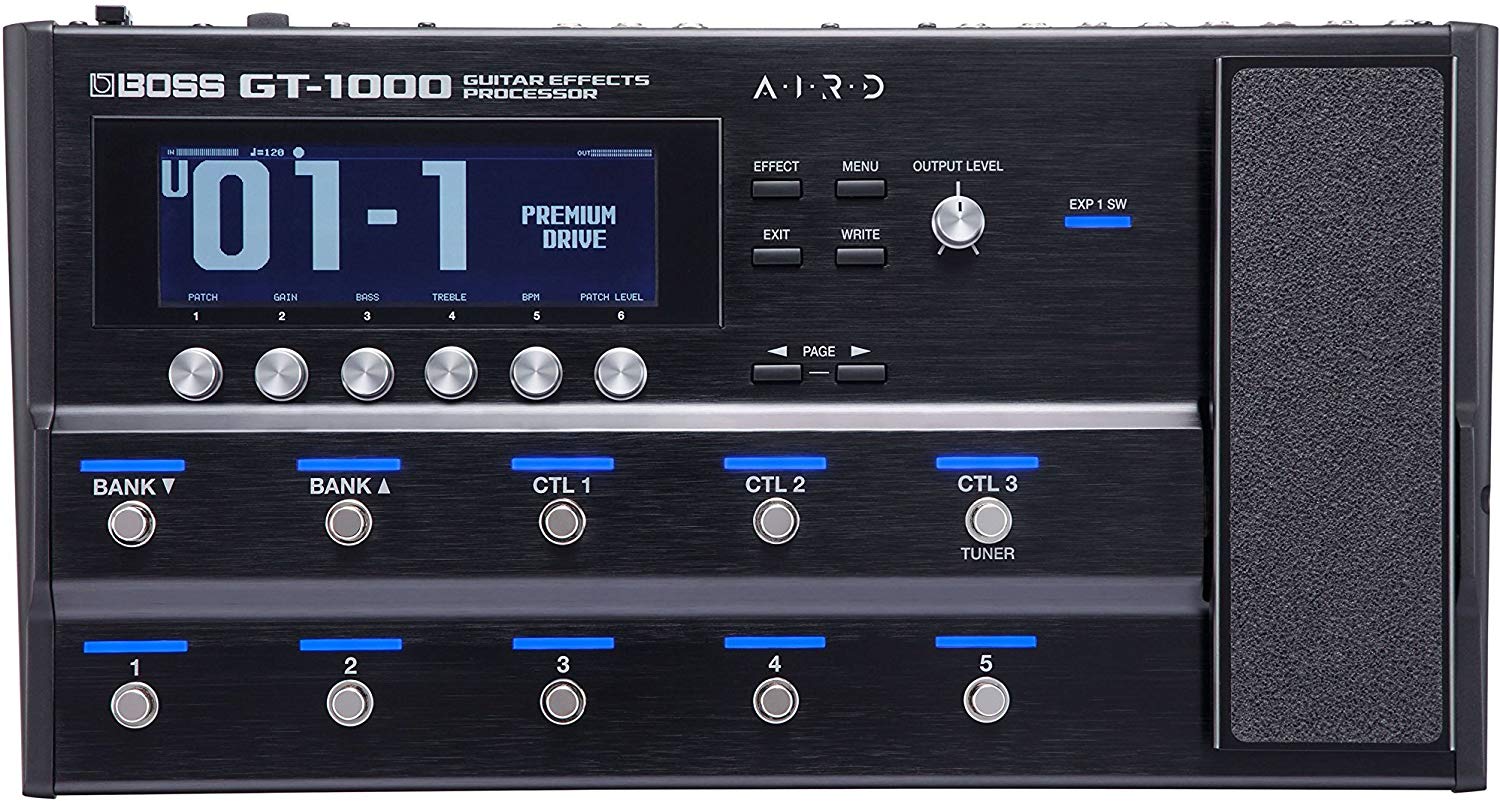 BOSS GT-1000 GUITAR EFFECTS PROCESSOR
A·I·R·D
IN ♩=120 OUT
U01-1
PREMIUM
DRIVE
PATCH GAIN BASS TREBLE BPM PATCH LEVEL
1 2 3 4 5 6
EFFECT MENU OUTPUT LEVEL
EXP 1 SW
EXIT WRITE
◀ PAGE ▶
BANK ▼ BANK ▲ CTL 1 CTL 2 CTL 3
TUNER
1 2 3 4 5